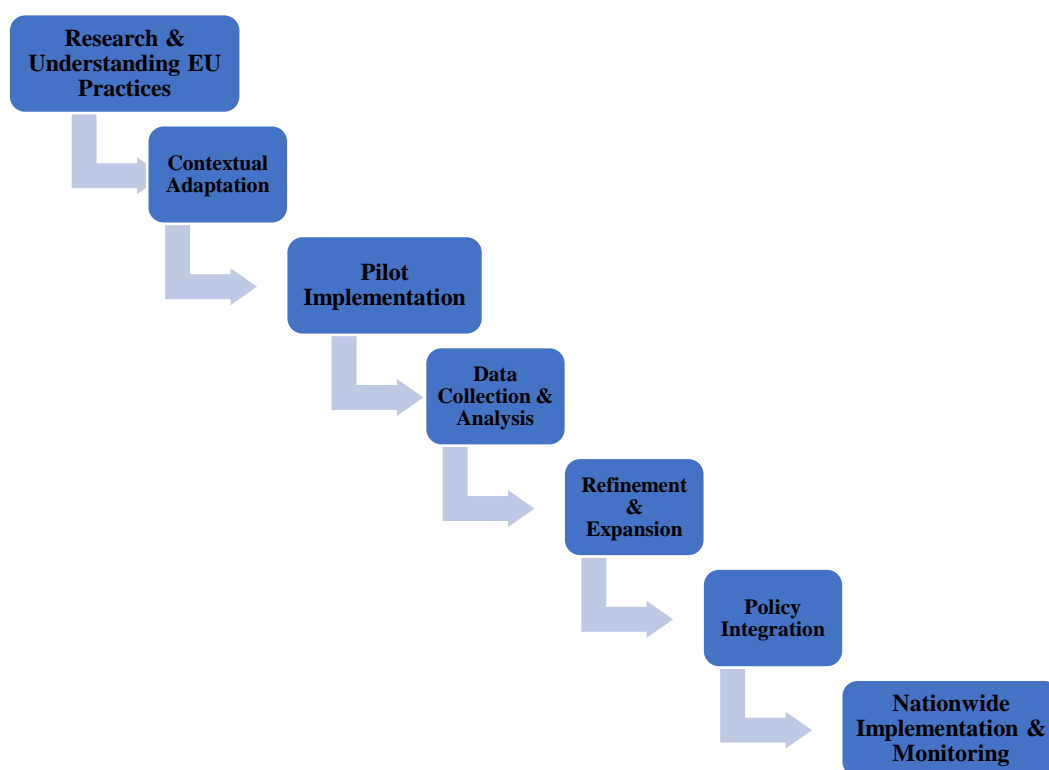 Research &
Understanding EU
Practices
Contextual
Adaptation
Pilot
Implementation
Data
Collection &
Analysis
Refinement
&
Expansion
Policy
Integration
Nationwide
Implementation &
Monitoring